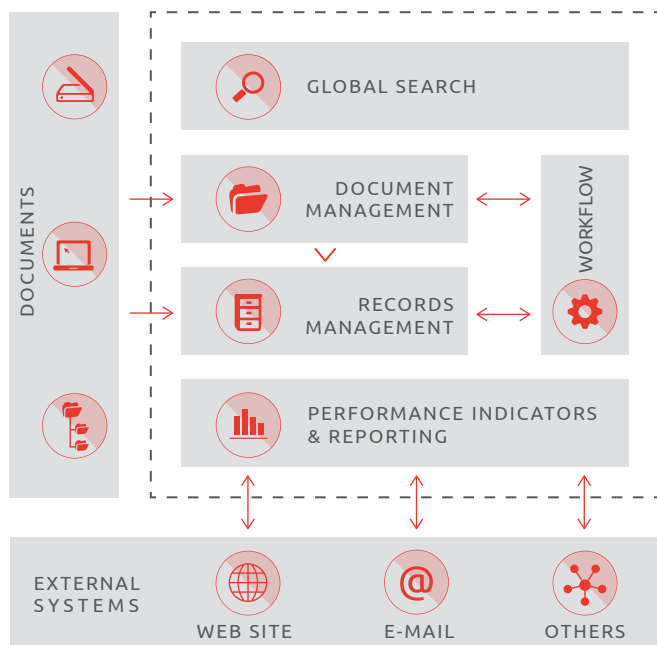 DOCUMENTS
GLOBAL SEARCH
DOCUMENT
MANAGEMENT
WORKFLOW
RECORDS
MANAGEMENT
PERFORMANCE INDICATORS
& REPORTING
EXTERNAL
SYSTEMS
@
WEB SITE
E-MAIL
OTHERS